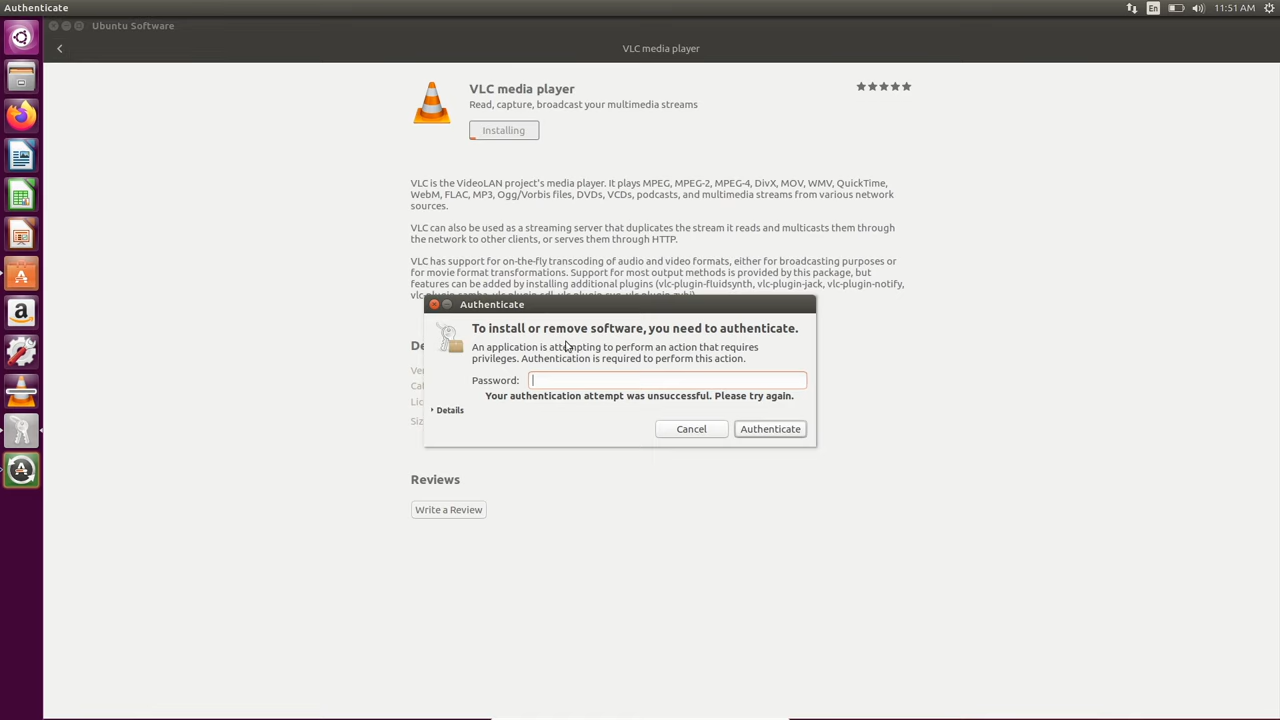 Authenticate
En
11:51 AM
Ubuntu Software
VLC media player
VLC media player
Read, capture, broadcast your multimedia streams
Installing
VLC is the VideoLAN project's media player. It plays MPEG, MPEG-2, MPEG-4, DivX, MOV, WMV, QuickTime,
WebM, FLAC, MP3, Ogg/Vorbis files, DVDs, VCDs, podcasts, and multimedia streams from various network
sources.
VLC can also be used as a streaming server that duplicates the stream it reads and multicasts them through
the network to other clients, or serves them through HTTP.
VLC has support for on-the-fly transcoding of audio and video formats, either for broadcasting purposes or
for movie format transformations. Support for most output methods is provided by this package, but
features can be added by installing additional plugins (vlc-plugin-fluidsynth, vlc-plugin-jack, vlc-plugin-notify,
Authenticate
To install or remove software, you need to authenticate.
An application is attempting to perform an action that requires
privileges. Authentication is required to perform this action.
Password:
Your authentication attempt was unsuccessful. Please try again.
Details
Cancel
Authenticate
Reviews
Write a Review